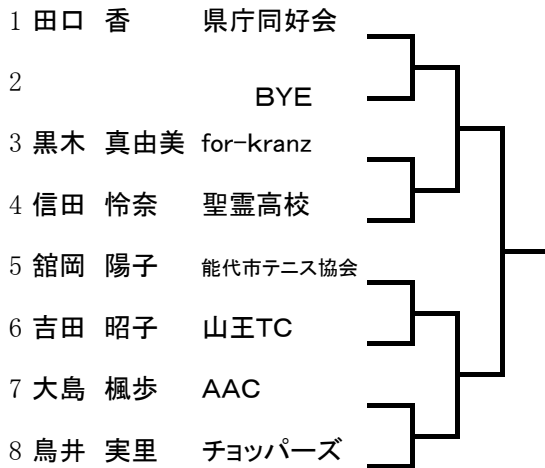 1 田口 香 県庁同好会
2 BYE
3 黒木 真由美 for-kranz
4 信田 怜奈 聖霊高校
5 舘岡 陽子 能代市テニス協会
6 吉田 昭子 山王TC
7 大島 楓歩 AAC
8 鳥井 実里 チョッパーズ